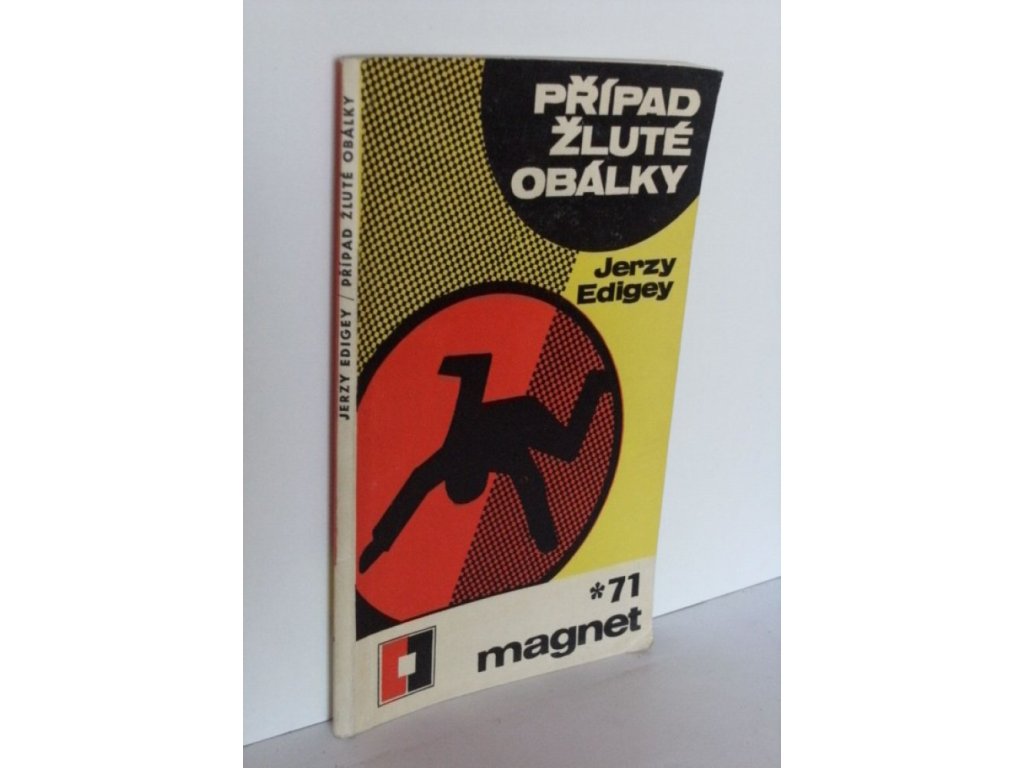 JERZY EDIGEY / PŘÍPAD ŽLUTÉ OBÁLKY
PŘÍPAD
ŽLUTÉ
OBÁLKY
Jerzy
Edigey
*71
magnet